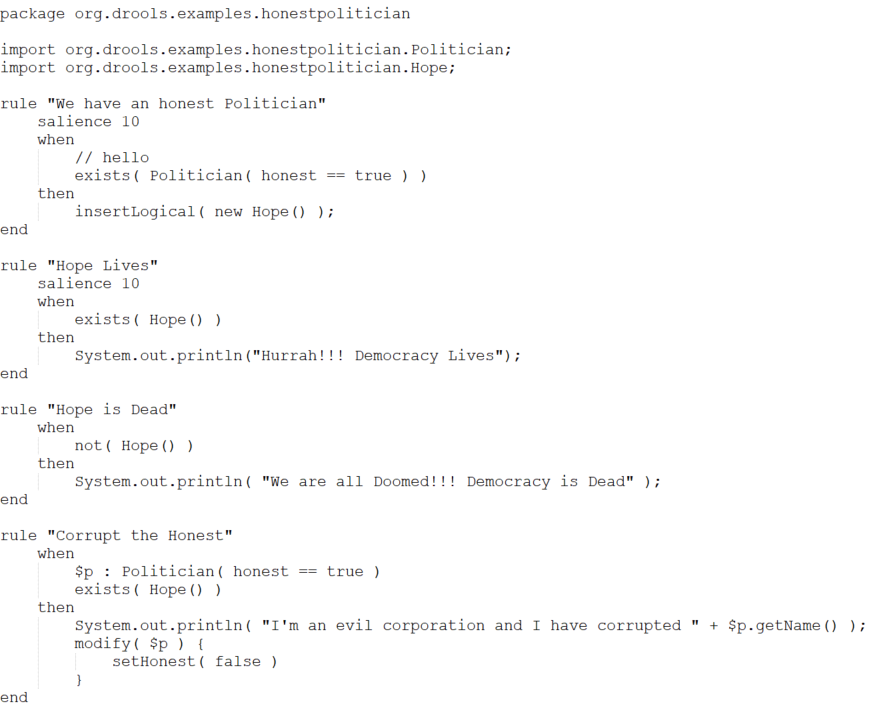 package org.drools.examples.honestpolitician

import org.drools.examples.honestpolitician.Politician;
import org.drools.examples.honestpolitician.Hope;

rule "We have an honest Politician"
    salience 10
    when
        // hello
        exists( Politician( honest == true ) )
    then
        insertLogical( new Hope() );
end

rule "Hope Lives"
    salience 10
    when
        exists( Hope() )
    then
        System.out.println("Hurrah!!! Democracy Lives");
end

rule "Hope is Dead"
    when
        not( Hope() )
    then
        System.out.println( "We are all Doomed!!! Democracy is Dead" );
end

rule "Corrupt the Honest"
    when
        $p : Politician( honest == true )
        exists( Hope() )
    then
        System.out.println( "I'm an evil corporation and I have corrupted " + $p.getName() );
        modify( $p ) {
            setHonest( false )
        }
end